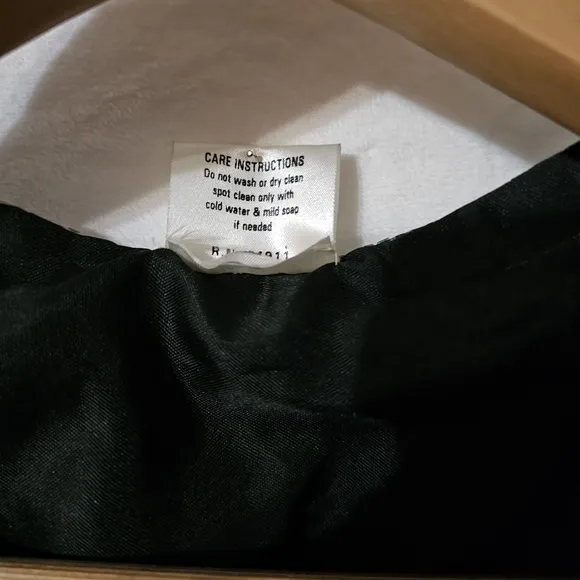 CARE INSTRUCTIONS
Do not wash or dry clean
spot clean only with
cold water & mild soap
if needed